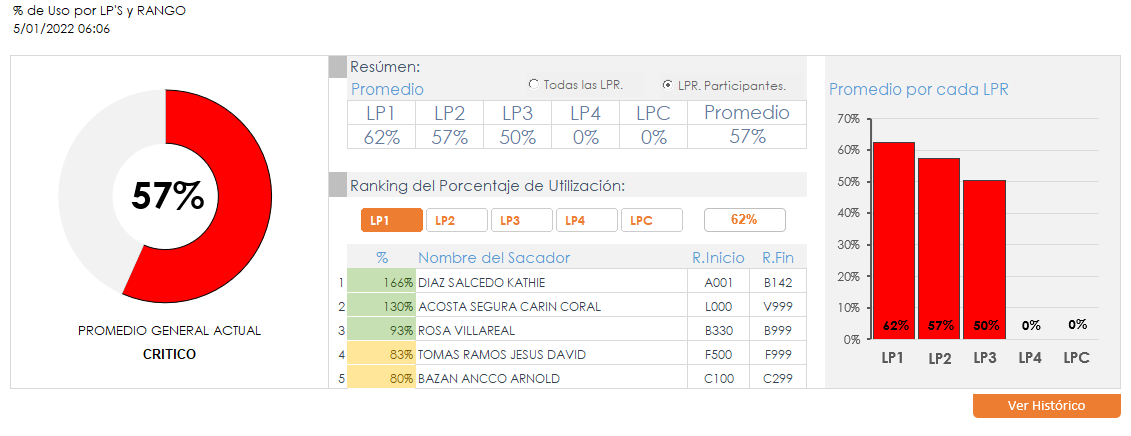 % de Uso por LP'S y RANGO
5/01/2022 06:06
57%
PROMEDIO GENERAL ACTUAL
CRITICO
Resúmen:
Promedio
Todas las LPR.
LPR. Participantes.
LP1 LP2 LP3 LP4 LPC Promedio
62% 57% 50% 0% 0% 57%
Ranking del Porcentaje de Utilización:
LP1 LP2 LP3 LP4 LPC 62%
% Nombre del Sacador R.Inicio R.Fin
1 166% DIAZ SALCEDO KATHIE A001 B142
2 130% ACOSTA SEGURA CARIN CORAL L000 V999
3 93% ROSA VILLAREAL B330 B999
4 83% TOMAS RAMOS JESUS DAVID F500 F999
5 80% BAZAN ANCCO ARNOLD C100 C299
Promedio por cada LPR
70%
60%
50%
40%
30%
20%
10%
0%
62% 57% 50% 0% 0%
LP1 LP2 LP3 LP4 LPC
Ver Histórico